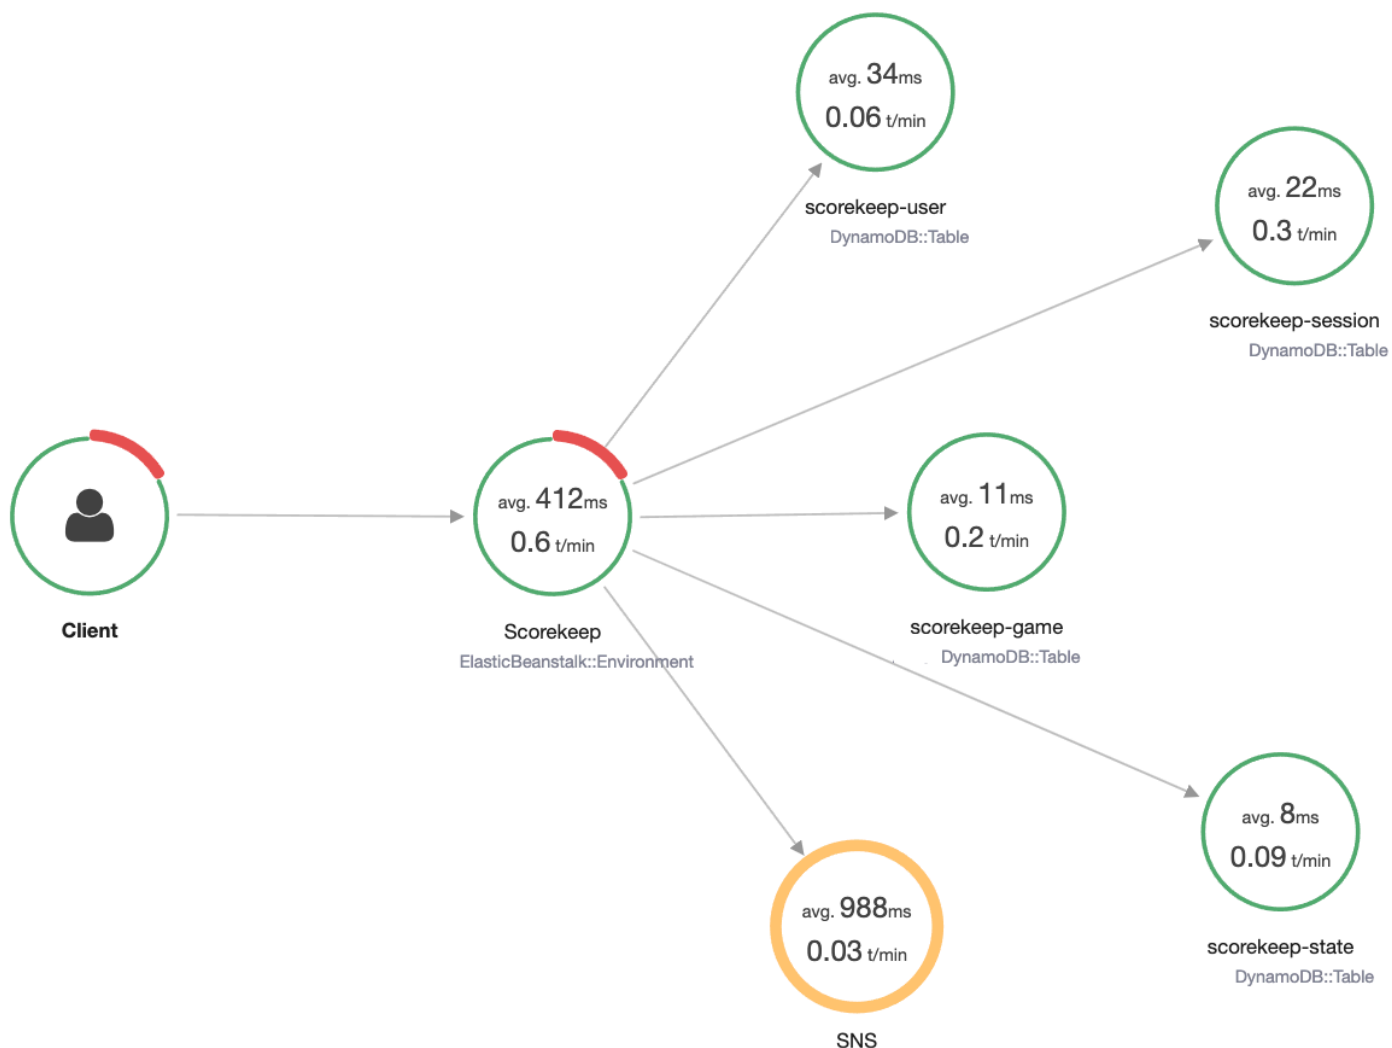 avg. 34ms
0.06 t/min
scorekeep-user
DynamoDB::Table
avg. 22ms
0.3 t/min
scorekeep-session
DynamoDB::Table
Client
avg. 412ms
0.6 t/min
Scorekeep
ElasticBeanstalk::Environment
avg. 11ms
0.2 t/min
scorekeep-game
DynamoDB::Table
avg. 8ms
0.09 t/min
scorekeep-state
DynamoDB::Table
avg. 988ms
0.03 t/min
SNS